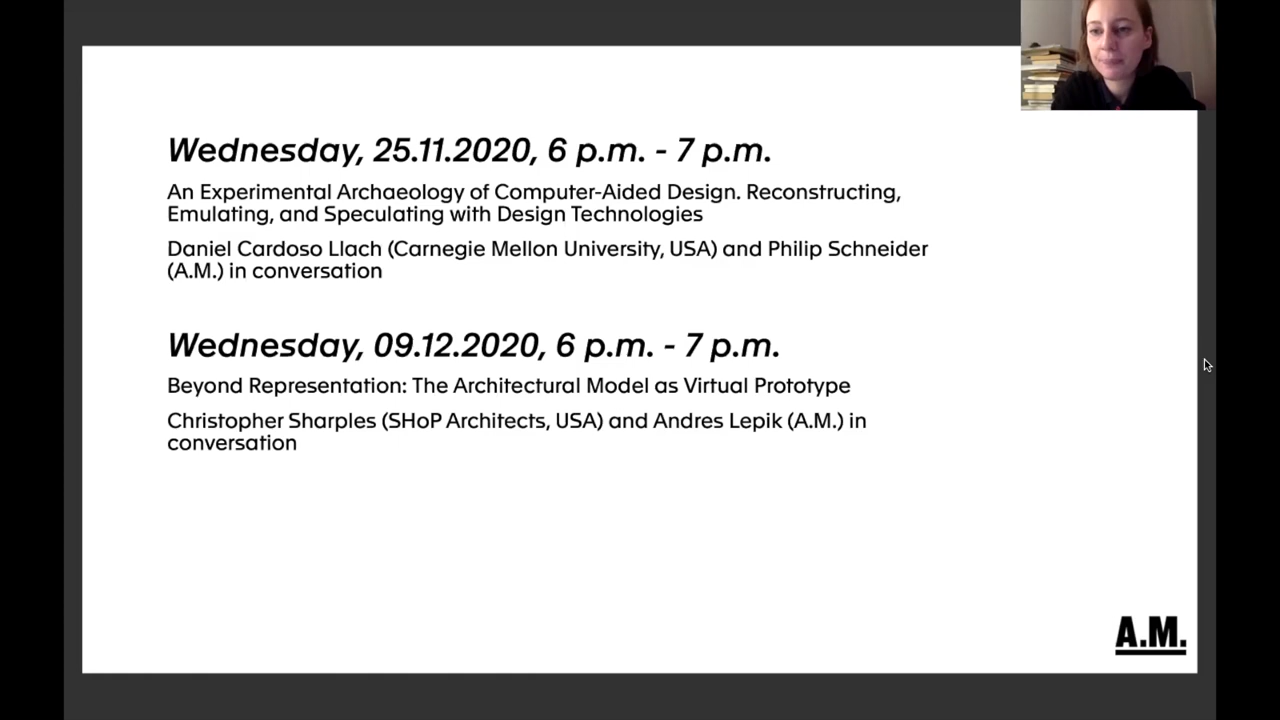 Wednesday, 25.11.2020, 6 p.m. - 7 p.m.
An Experimental Archaeology of Computer-Aided Design. Reconstructing,
Emulating, and Speculating with Design Technologies
Daniel Cardoso Llach (Carnegie Mellon University, USA) and Philip Schneider
(A.M.) in conversation
Wednesday, 09.12.2020, 6 p.m. - 7 p.m.
Beyond Representation: The Architectural Model as Virtual Prototype
Christopher Sharples (SHoP Architects, USA) and Andres Lepik (A.M.) in
conversation
A.M.